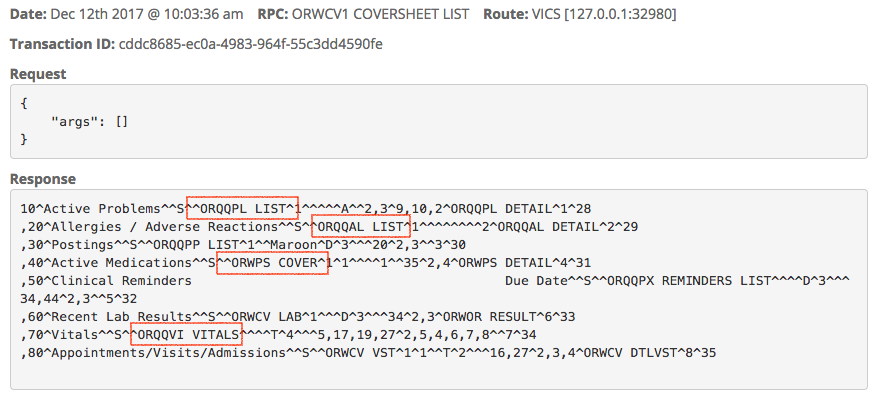 Date: Dec 12th 2017 @ 10:03:36 am RPC: ORWCV1 COVERSHEET LIST Route: VICS [127.0.0.1:32980]
Transaction ID: cddc8685-ec0a-4983-964f-55c3dd4590fe
Request
{
    "args": []
}
Response
10^Active Problems^^S^^ORQQPL LIST^1^^^^^A^^2,3^9,10,2^ORQQPL DETAIL^1^28
,20^Allergies / Adverse Reactions^^S^^ORQQAL LIST^1^^^^^^^^2^ORQQAL DETAIL^2^29
,30^Postings^^S^^ORQQPP LIST^1^^Maroon^D^3^^^20^2,3^^3^30
,40^Active Medications^^S^^ORWPS COVER^1^1^^^^1^^35^2,4^ORWPS DETAIL^4^31
,50^Clinical Reminders                                        Due Date^^S^^ORQQPX REMINDERS LIST^^^^D^3^^^
34,44^2,3^^5^32
,60^Recent Lab Results^^S^^ORWCV LAB^1^^^D^3^^^34^2,3^ORWOR RESULT^6^33
,70^Vitals^^S^^ORQQVI VITALS^^^^T^4^^^5,17,19,27^2,5,4,6,7,8^^7^34
,80^Appointments/Visits/Admissions^^S^^ORWCV VST^1^1^^T^2^^^16,27^2,3,4^ORWCV DTLVST^8^35